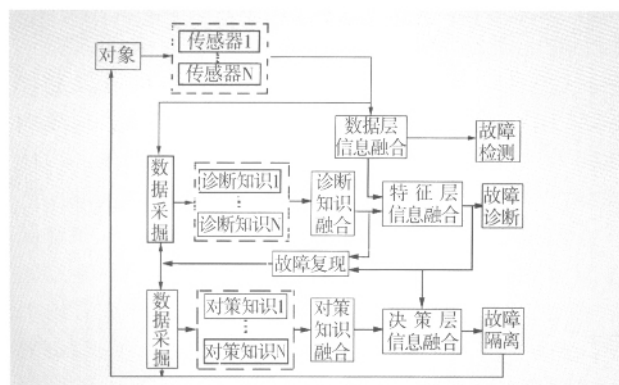 传感器1
对象
传感器N
数据层
信息融合
故障
检测
数据采掘
诊断知识1
诊断知识N
诊断知识融合
特征层
信息融合
故障
诊断
故障复现
数据采掘
对策知识1
对策知识N
对策知识融合
决策层
信息融合
故障
隔离